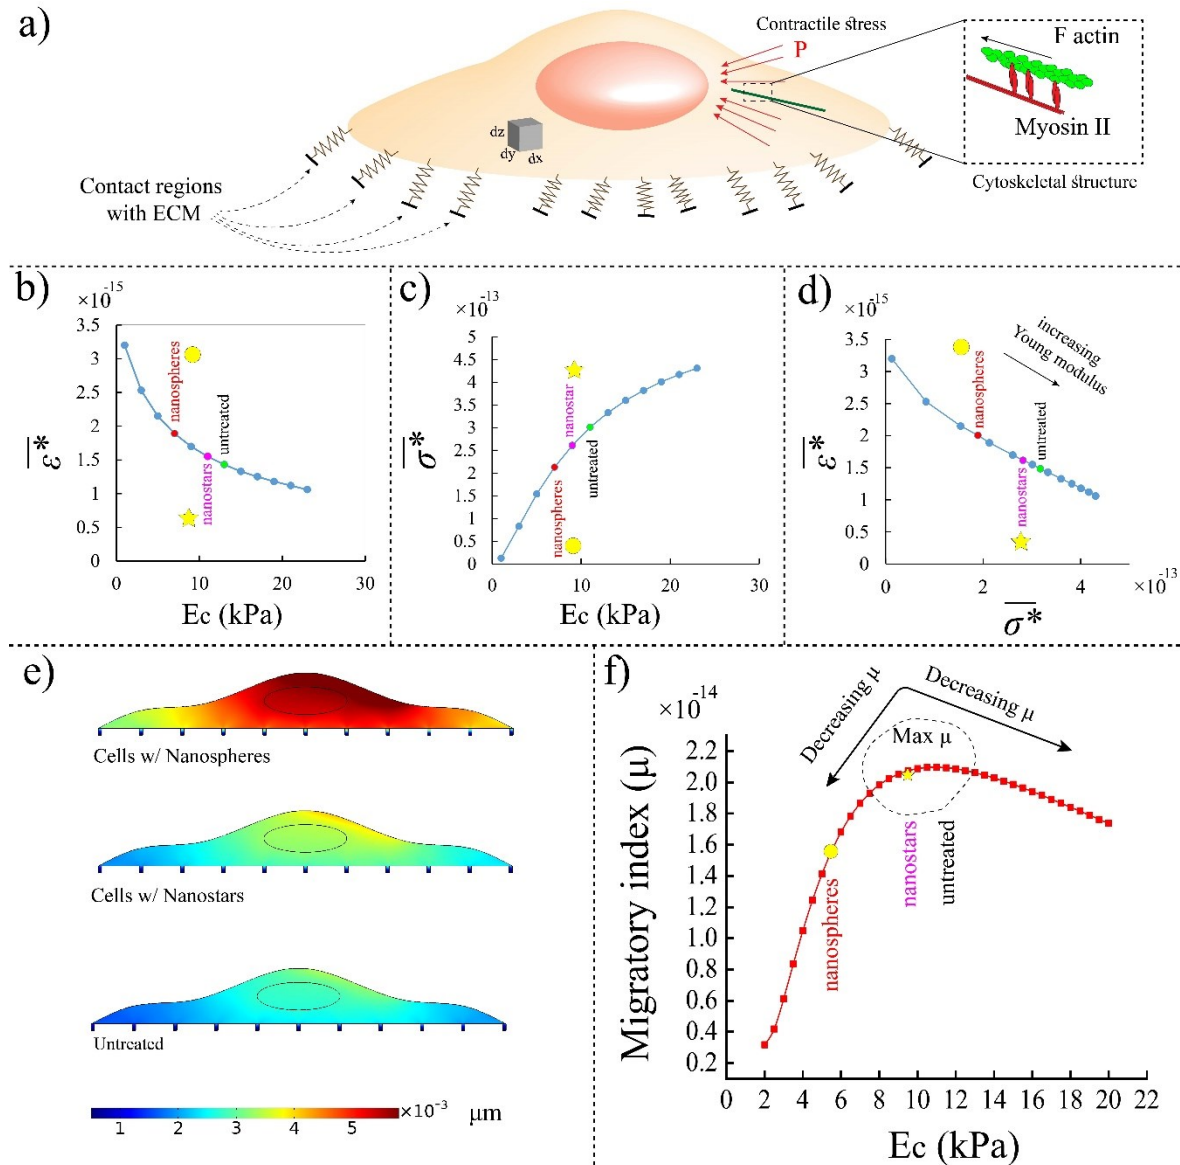 a)
Contractile stress
P
F actin
Myosin II
Cytoskeletal structure
dz
dy
dx
Contact regions
with ECM
b)
×10⁻¹⁵
3.5
3
2.5
2
1.5
1
0.5
0
ε*
nanospheres
nanostars
untreated
0
10
20
30
Ec (kPa)
c)
×10⁻¹³
5
4.5
4
3.5
3
2.5
2
1.5
1
0.5
0
σ*
nanostar
nanospheres
untreated
0
10
20
30
Ec (kPa)
d)
×10⁻¹⁵
3.5
3
2.5
2
1.5
1
0.5
0
ε*
increasing
Young modulus
nanospheres
nanostars
untreated
0
2
4
×10⁻¹³
σ*
e)
Cells w/ Nanospheres
Cells w/ Nanostars
Untreated
1
2
3
4
5
×10⁻³ μm
f)
×10⁻¹⁴
2.2
2.0
1.8
1.6
1.4
1.2
1.0
0.8
0.6
0.4
0.2
Migratory index (μ)
Decreasing μ
Decreasing μ
Max μ
nanospheres
nanostars
untreated
0 2 4 6 8 10 12 14 16 18 20 22
Ec (kPa)